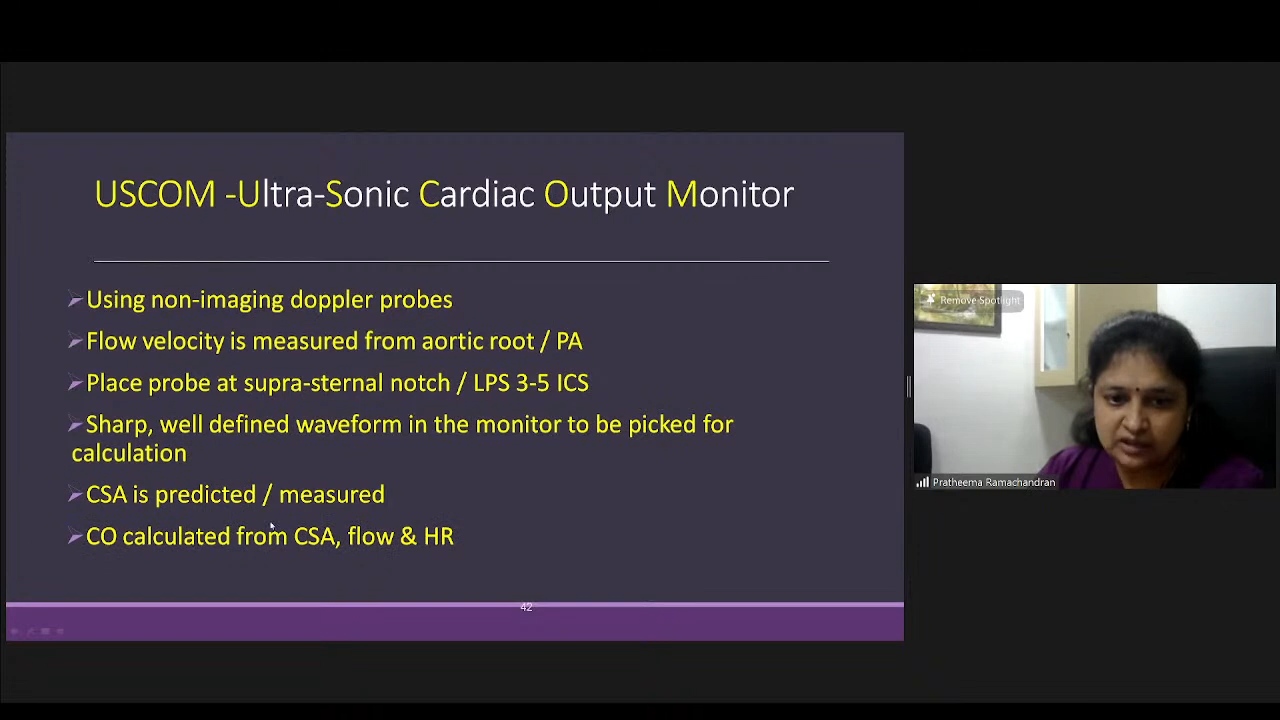 USCOM -Ultra-Sonic Cardiac Output Monitor
Using non-imaging doppler probes
Flow velocity is measured from aortic root / PA
Place probe at supra-sternal notch / LPS 3-5 ICS
Sharp, well defined waveform in the monitor to be picked for
calculation
CSA is predicted / measured
CO calculated from CSA, flow & HR
42
Remove Spotlight
Pratheema Ramachandran